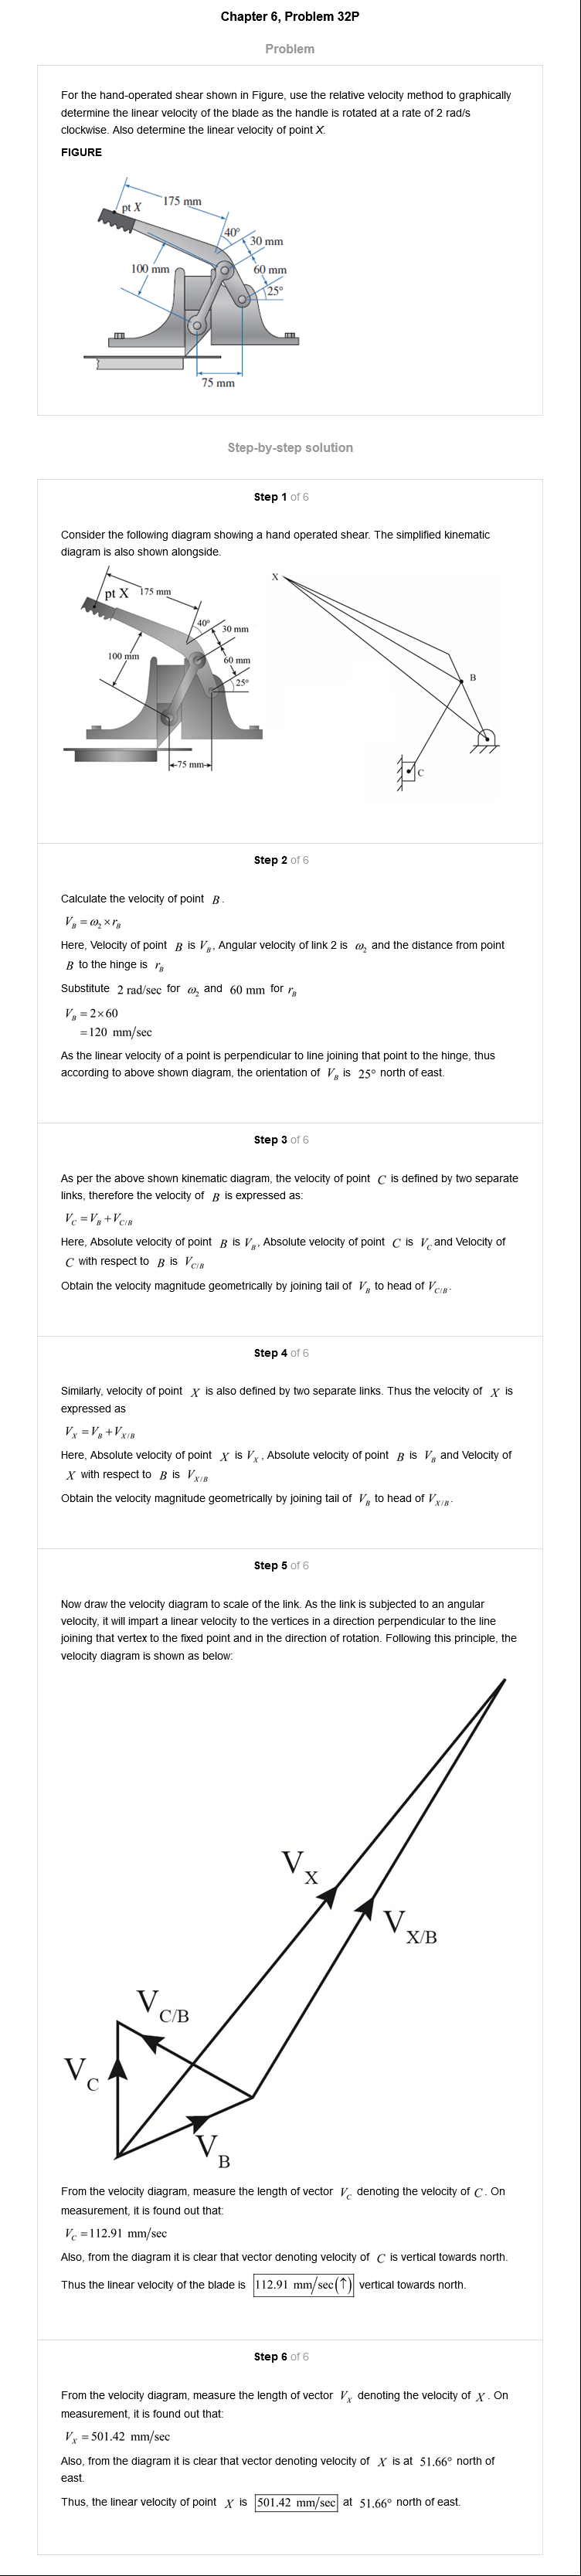 Chapter 6, Problem 32P
Problem
For the hand-operated shear shown in Figure, use the relative velocity method to graphically
determine the linear velocity of the blade as the handle is rotated at a rate of 2 rad/s
clockwise. Also determine the linear velocity of point X.
FIGURE
175 mm
pt X
40°
30 mm
100 mm
60 mm
25°
75 mm
Step-by-step solution
Step 1 of 6
Consider the following diagram showing a hand operated shear. The simplified kinematic
diagram is also shown alongside.
X
pt X 175 mm
40°
30 mm
100 mm
60 mm
B
25°
75 mm
C
Step 2 of 6
Calculate the velocity of point B.
V_B = ω₂ × r_B
Here, Velocity of point B is V_B, Angular velocity of link 2 is ω₂ and the distance from point
B to the hinge is r_B
Substitute 2 rad/sec for ω₂ and 60 mm for r_B
V_B = 2×60
= 120 mm/sec
As the linear velocity of a point is perpendicular to line joining that point to the hinge, thus
according to above shown diagram, the orientation of V_B is 25° north of east.
Step 3 of 6
As per the above shown kinematic diagram, the velocity of point C is defined by two separate
links, therefore the velocity of B is expressed as:
V_C = V_B + V_C/B
Here, Absolute velocity of point B is V_B, Absolute velocity of point C is V_C and Velocity of
C with respect to B is V_C/B
Obtain the velocity magnitude geometrically by joining tail of V_B to head of V_C/B.
Step 4 of 6
Similarly, velocity of point X is also defined by two separate links. Thus the velocity of X is
expressed as
V_X = V_B + V_X/B
Here, Absolute velocity of point X is V_X, Absolute velocity of point B is V_B and Velocity of
X with respect to B is V_X/B
Obtain the velocity magnitude geometrically by joining tail of V_B to head of V_X/B.
Step 5 of 6
Now draw the velocity diagram to scale of the link. As the link is subjected to an angular
velocity, it will impart a linear velocity to the vertices in a direction perpendicular to the line
joining that vertex to the fixed point and in the direction of rotation. Following this principle, the
velocity diagram is shown as below:
V_X
V_X/B
V_C/B
V_C
V_B
From the velocity diagram, measure the length of vector V_C denoting the velocity of C. On
measurement, it is found out that:
V_C = 112.91 mm/sec
Also, from the diagram it is clear that vector denoting velocity of C is vertical towards north.
Thus the linear velocity of the blade is 112.91 mm/sec(↑) vertical towards north.
Step 6 of 6
From the velocity diagram, measure the length of vector V_X denoting the velocity of X. On
measurement, it is found out that:
V_X = 501.42 mm/sec
Also, from the diagram it is clear that vector denoting velocity of X is at 51.66° north of
east.
Thus, the linear velocity of point X is 501.42 mm/sec at 51.66° north of east.